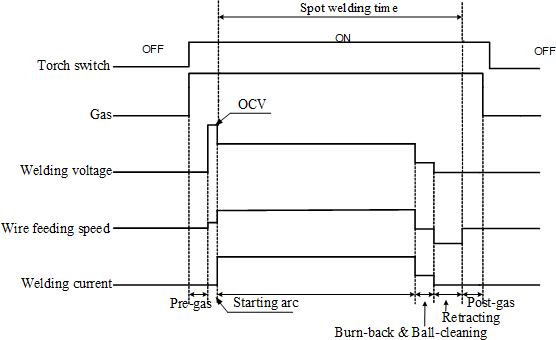 Spot welding time
OFF
ON
OFF
Torch switch
OCV
Gas
Welding voltage
Wire feeding speed
Welding current
Pre-gas
Starting arc
Post-gas
Retracting
Burn-back & Ball-cleaning